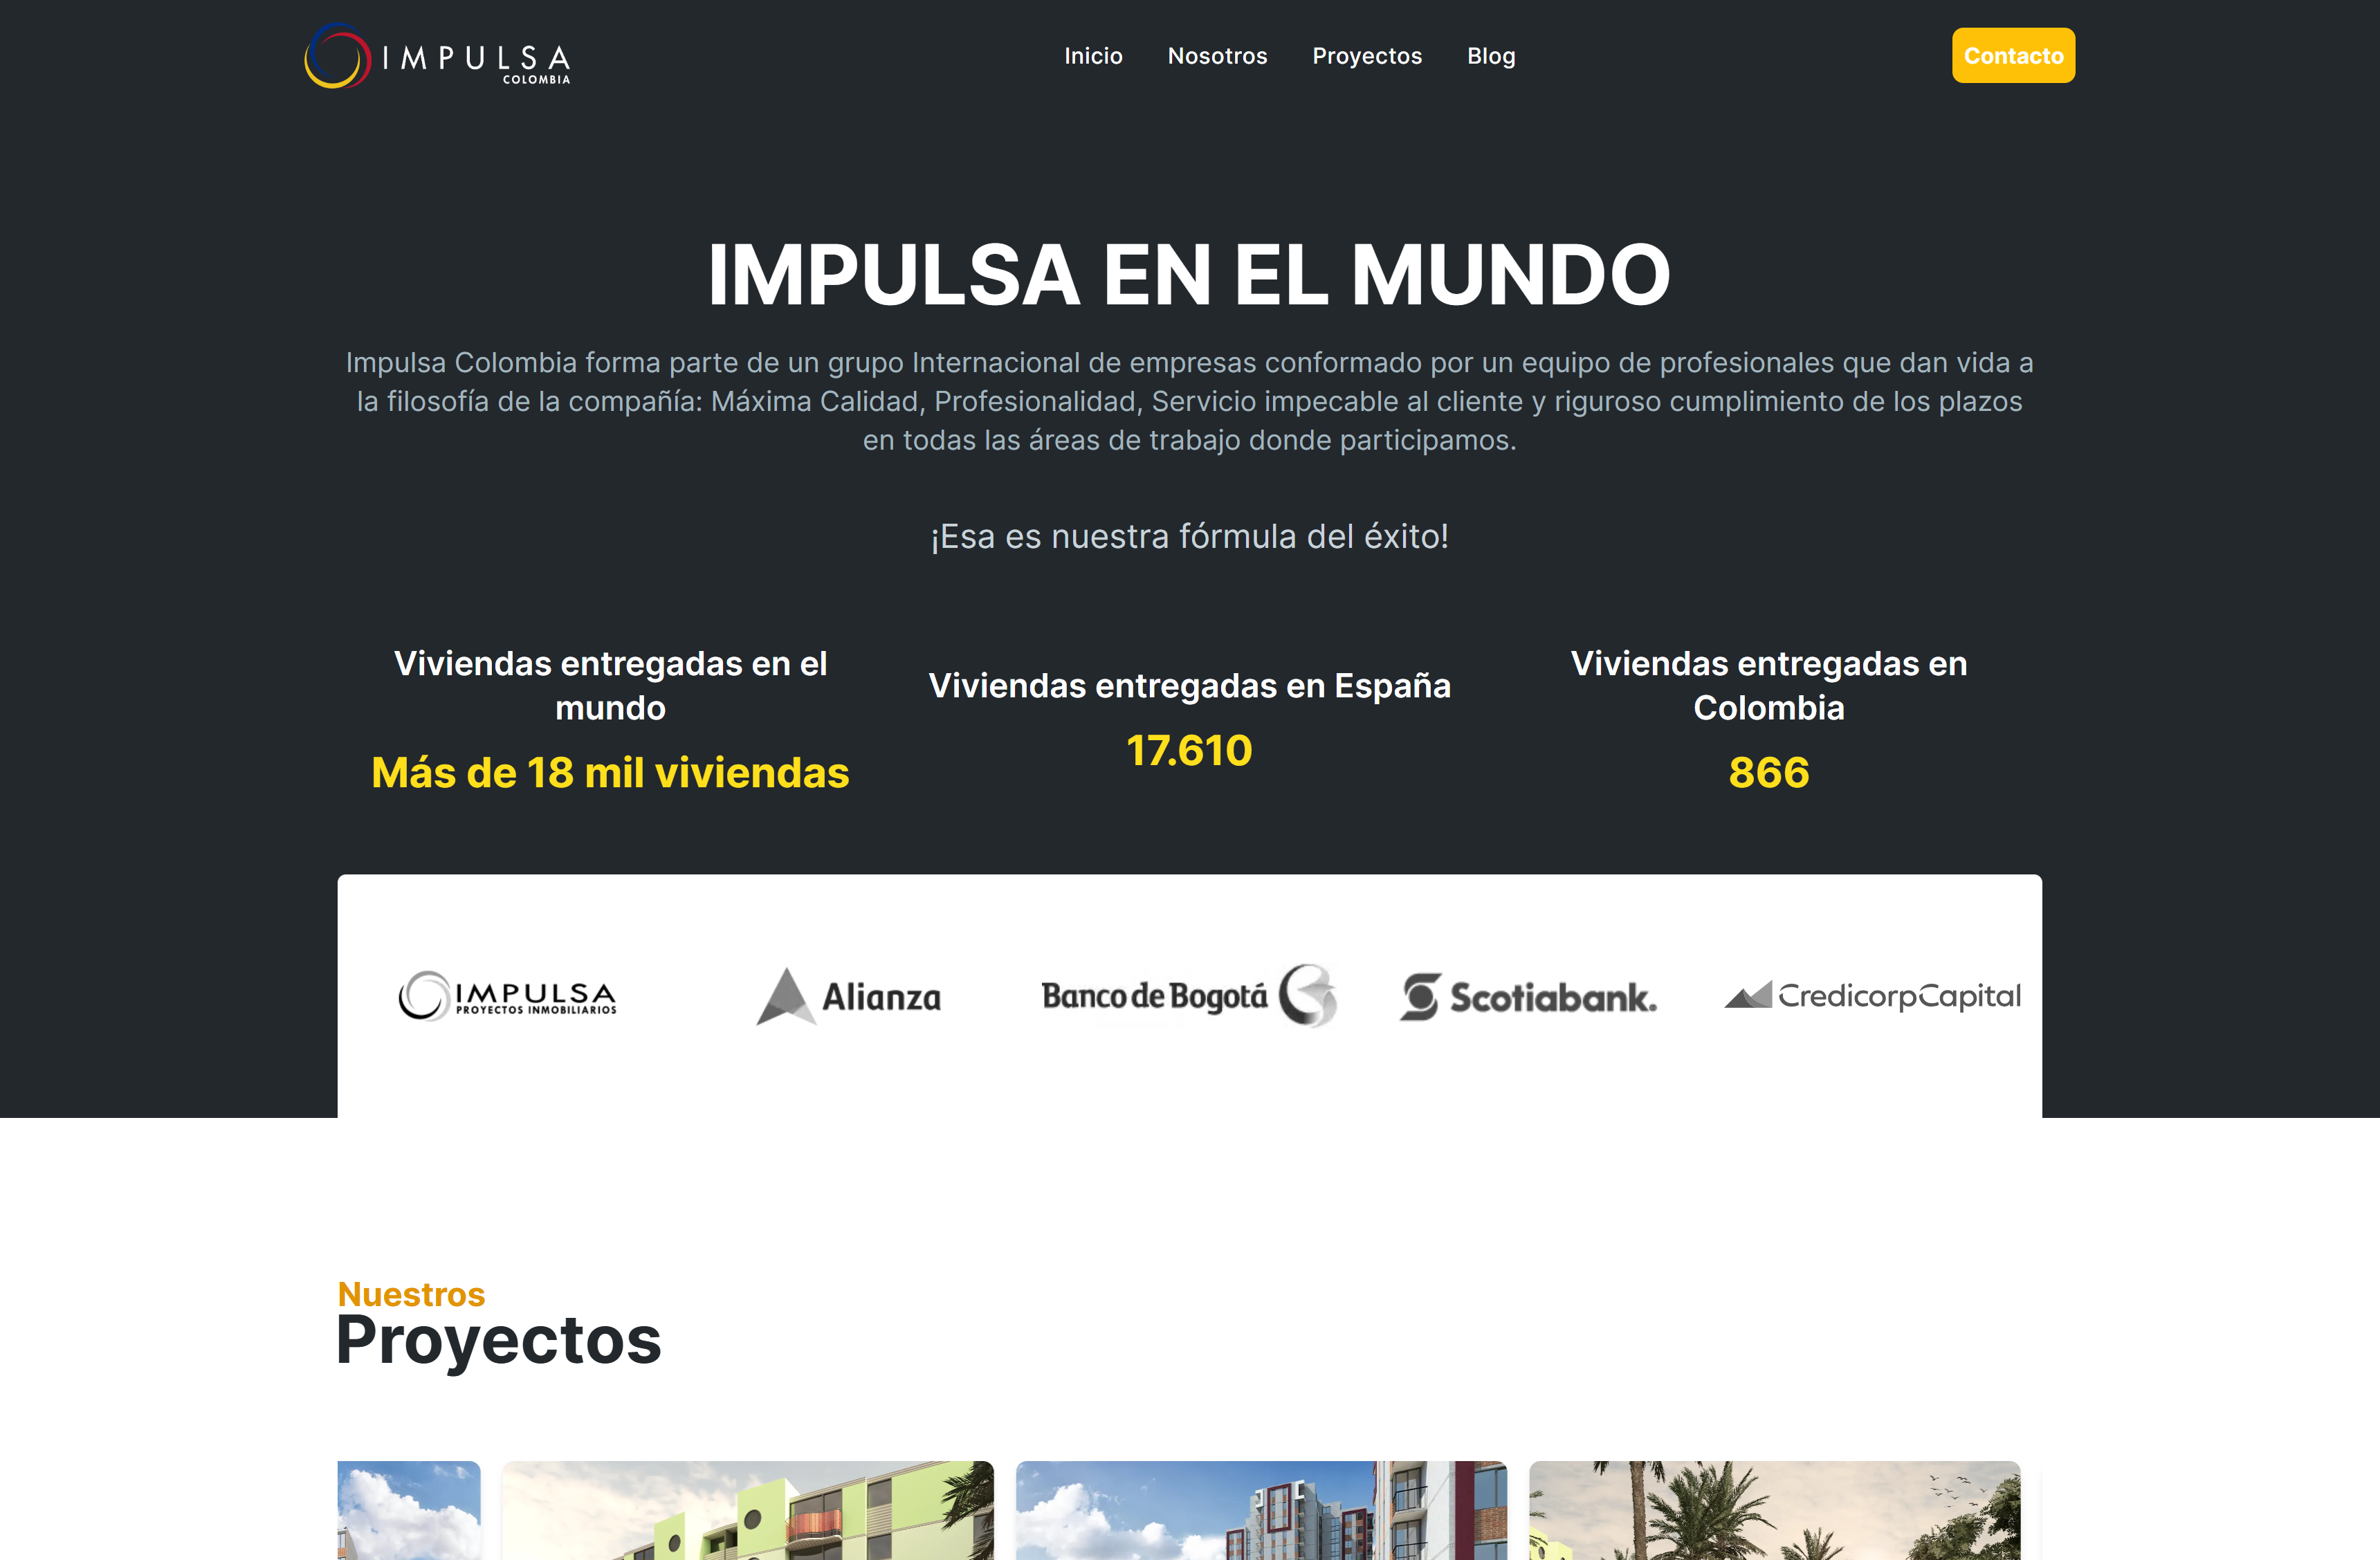 IMPULSA
COLOMBIA
Inicio
Nosotros
Proyectos
Blog
Contacto
IMPULSA EN EL MUNDO
Impulsa Colombia forma parte de un grupo Internacional de empresas conformado por un equipo de profesionales que dan vida a
la filosofía de la compañía: Máxima Calidad, Profesionalidad, Servicio impecable al cliente y riguroso cumplimiento de los plazos
en todas las áreas de trabajo donde participamos.
¡Esa es nuestra fórmula del éxito!
Viviendas entregadas en el
mundo
Más de 18 mil viviendas
Viviendas entregadas en España
17.610
Viviendas entregadas en
Colombia
866
IMPULSA
PROYECTOS INMOBILIARIOS
Alianza
Banco de Bogotá
Scotiabank.
CredicorpCapital
Nuestros
Proyectos